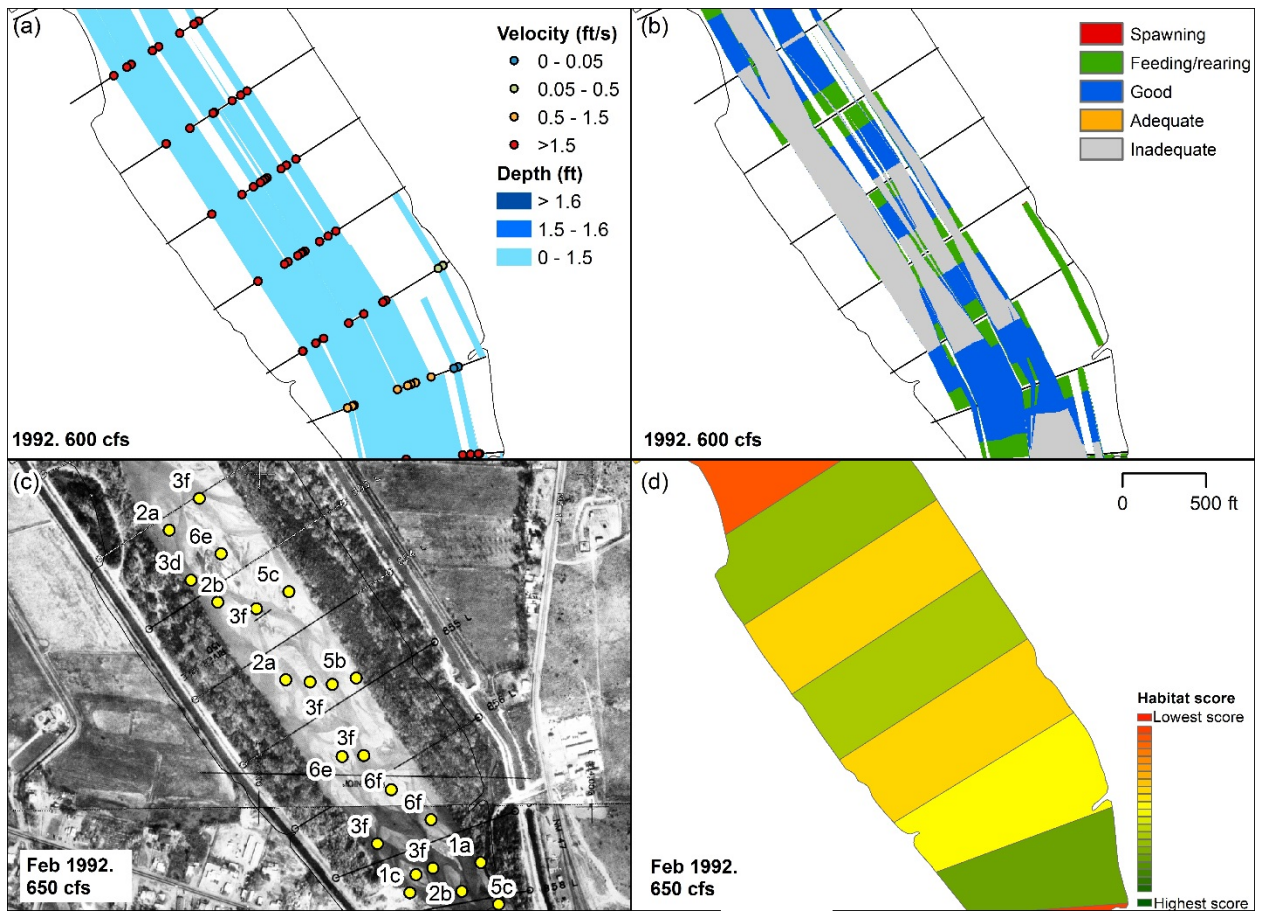 (a)
Velocity (ft/s)
0 - 0.05
0.05 - 0.5
0.5 - 1.5
>1.5
Depth (ft)
> 1.6
1.5 - 1.6
0 - 1.5
1992. 600 cfs
(b)
Spawning
Feeding/rearing
Good
Adequate
Inadequate
1992. 600 cfs
(c)
3f
2a
6e
3d
2b
5c
3f
2a
5b
3f
3f
6e
6f
6f
3f
1a
3f
1c
2b
5c
855 L
856 L
858 L
Feb 1992.
650 cfs
(d)
0 500 ft
Habitat score
Lowest score
Highest score
Feb 1992.
650 cfs